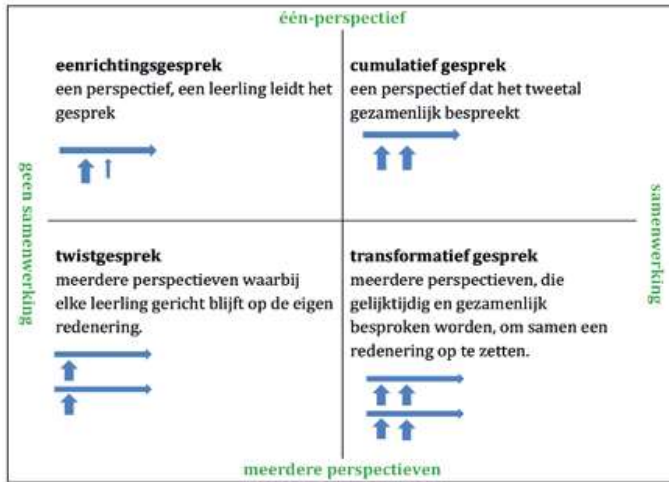 één-perspectief
eenrichtingsgesprek
een perspectief, een leerling leidt het
gesprek
cumulatief gesprek
een perspectief dat het tweetal
gezamenlijk bespreekt
geen samenwerking
samenwerking
twistgesprek
meerdere perspectieven waarbij
elke leerling gericht blijft op de eigen
redenering.
transformatief gesprek
meerdere perspectieven, die
gelijktijdig en gezamenlijk
besproken worden, om samen een
redenering op te zetten.
meerdere perspectieven